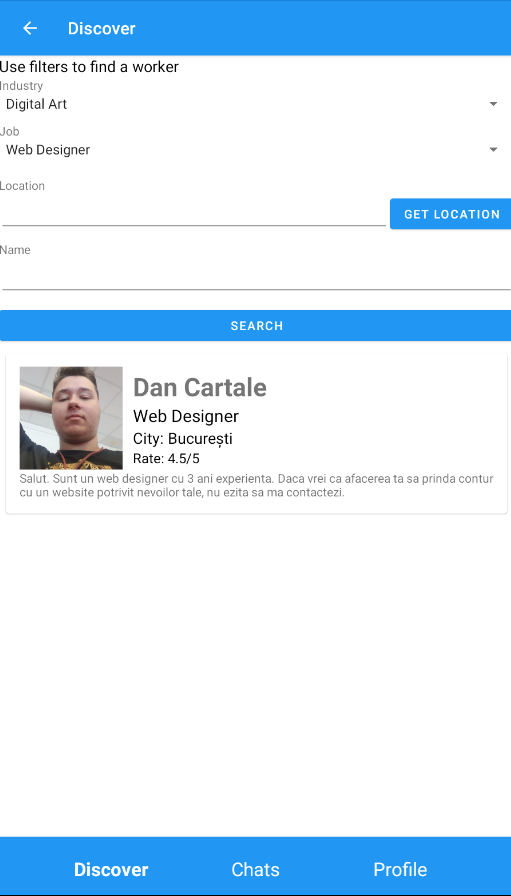 Discover
Use filters to find a worker
Industry
Digital Art
Job
Web Designer
Location
GET LOCATION
Name
SEARCH
Dan Cartale
Web Designer
City: București
Rate: 4.5/5
Salut. Sunt un web designer cu 3 ani experienta. Daca vrei ca afacerea ta sa prinda contur
cu un website potrivit nevoilor tale, nu ezita sa ma contactezi.
Discover Chats Profile